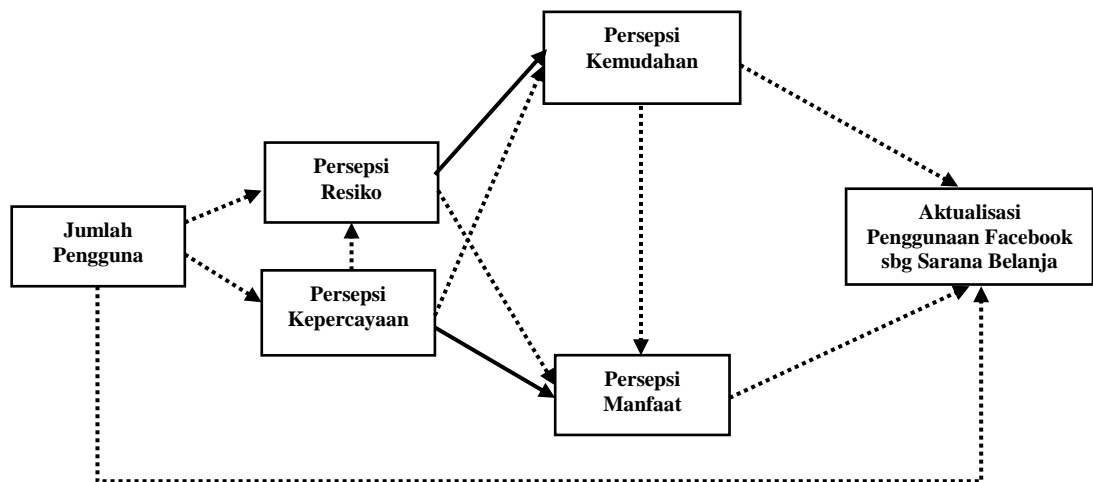 Persepsi
Kemudahan
Persepsi
Resiko
Jumlah
Pengguna
Persepsi
Kepercayaan
Aktualisasi
Penggunaan Facebook
sbg Sarana Belanja
Persepsi
Manfaat